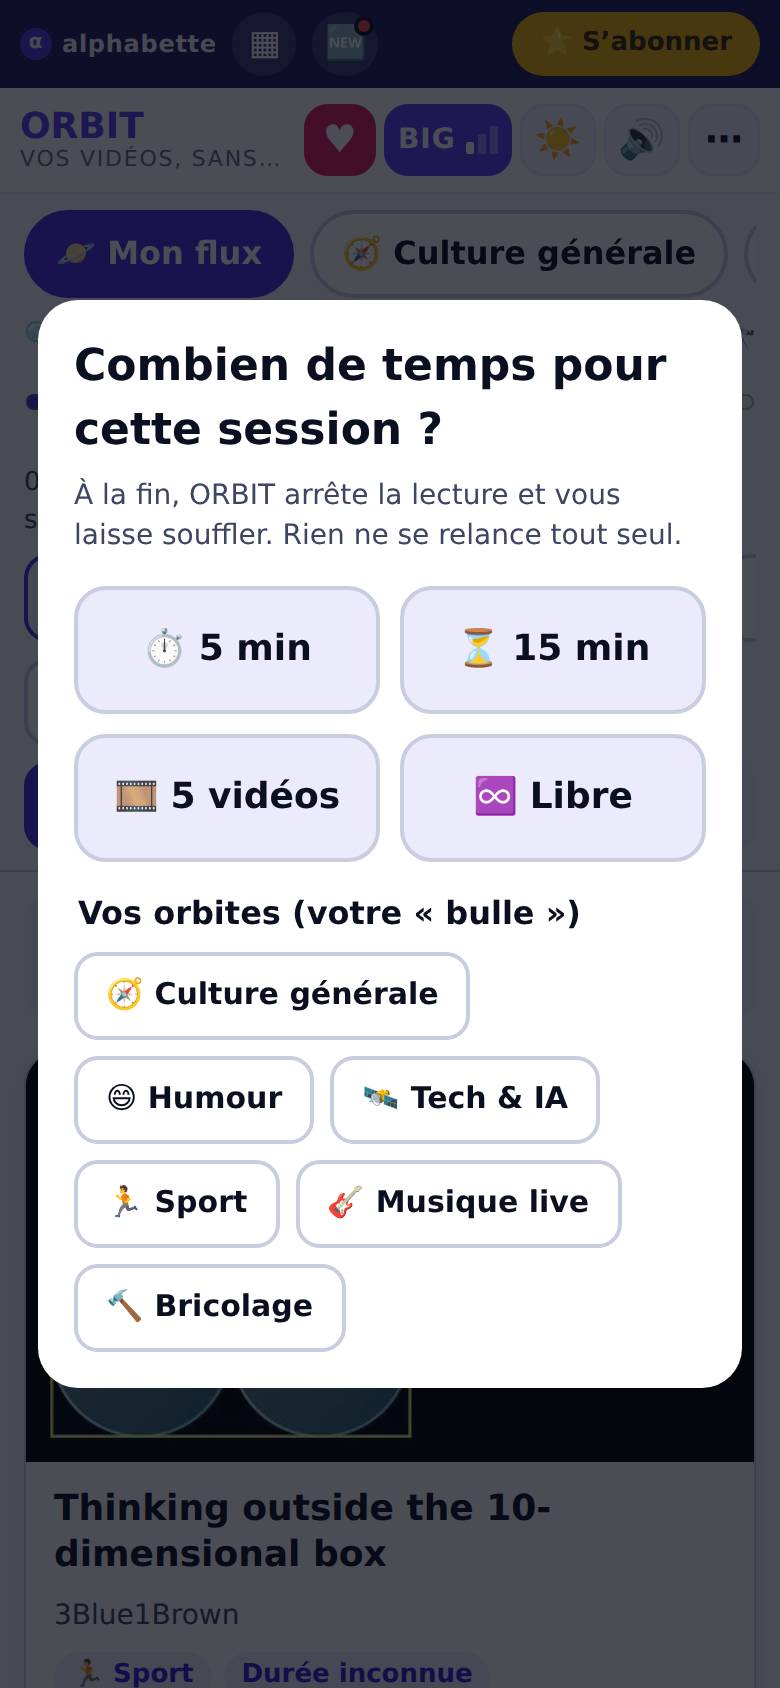 α alphabette NEW S’abonner
ORBIT
VOS VIDÉOS, SANS…
BIG
Mon flux
Culture générale
Combien de temps pour
cette session ?
À la fin, ORBIT arrête la lecture et vous
laisse souffler. Rien ne se relance tout seul.
5 min
15 min
5 vidéos
Libre
Vos orbites (votre « bulle »)
Culture générale
Humour
Tech & IA
Sport
Musique live
Bricolage
Thinking outside the 10-
dimensional box
3Blue1Brown
Sport
Durée inconnue